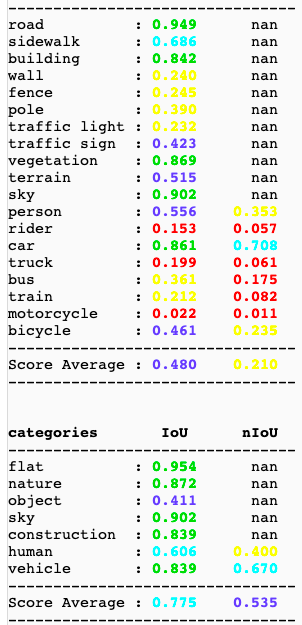 road : 0.949 nan
sidewalk : 0.686 nan
building : 0.842 nan
wall : 0.240 nan
fence : 0.245 nan
pole : 0.390 nan
traffic light : 0.232 nan
traffic sign : 0.423 nan
vegetation : 0.869 nan
terrain : 0.515 nan
sky : 0.902 nan
person : 0.556 0.353
rider : 0.153 0.057
car : 0.861 0.708
truck : 0.199 0.061
bus : 0.361 0.175
train : 0.212 0.082
motorcycle : 0.022 0.011
bicycle : 0.461 0.235
Score Average : 0.480 0.210
categories IoU nIoU
flat : 0.954 nan
nature : 0.872 nan
object : 0.411 nan
sky : 0.902 nan
construction : 0.839 nan
human : 0.606 0.400
vehicle : 0.839 0.670
Score Average : 0.775 0.535